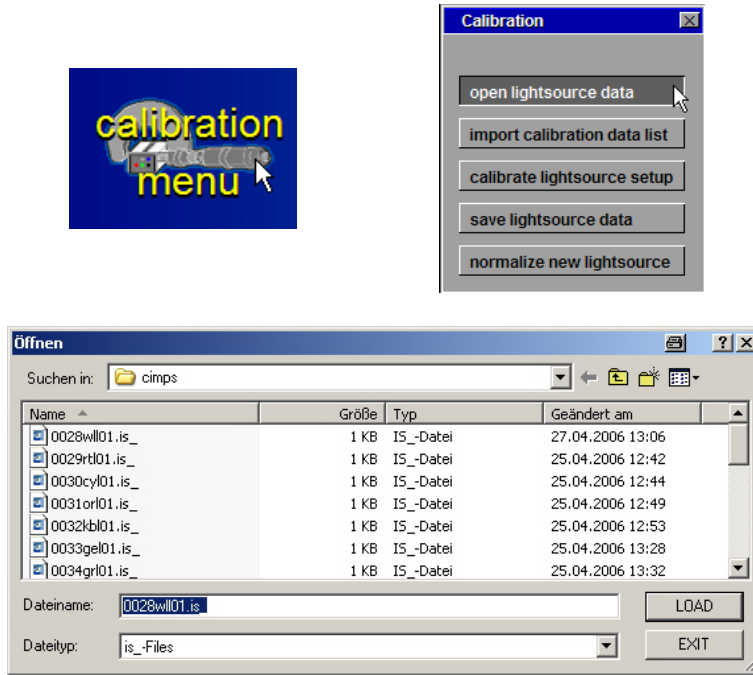 calibration
menu
Calibration
open lightsource data
import calibration data list
calibrate lightsource setup
save lightsource data
normalize new lightsource
Öffnen
Suchen in: cimps
Name Größe Typ Geändert am
0028wll01.is_ 1 KB IS_-Datei 27.04.2006 13:06
0029rtl01.is_ 1 KB IS_-Datei 25.04.2006 12:42
0030cyl01.is_ 1 KB IS_-Datei 25.04.2006 12:44
0031orl01.is_ 1 KB IS_-Datei 25.04.2006 12:49
0032kbl01.is_ 1 KB IS_-Datei 25.04.2006 12:53
0033gel01.is_ 1 KB IS_-Datei 25.04.2006 13:28
0034grl01.is_ 1 KB IS_-Datei 25.04.2006 13:32
Dateiname: 0028wll01.is_ LOAD
Dateityp: is_-Files EXIT